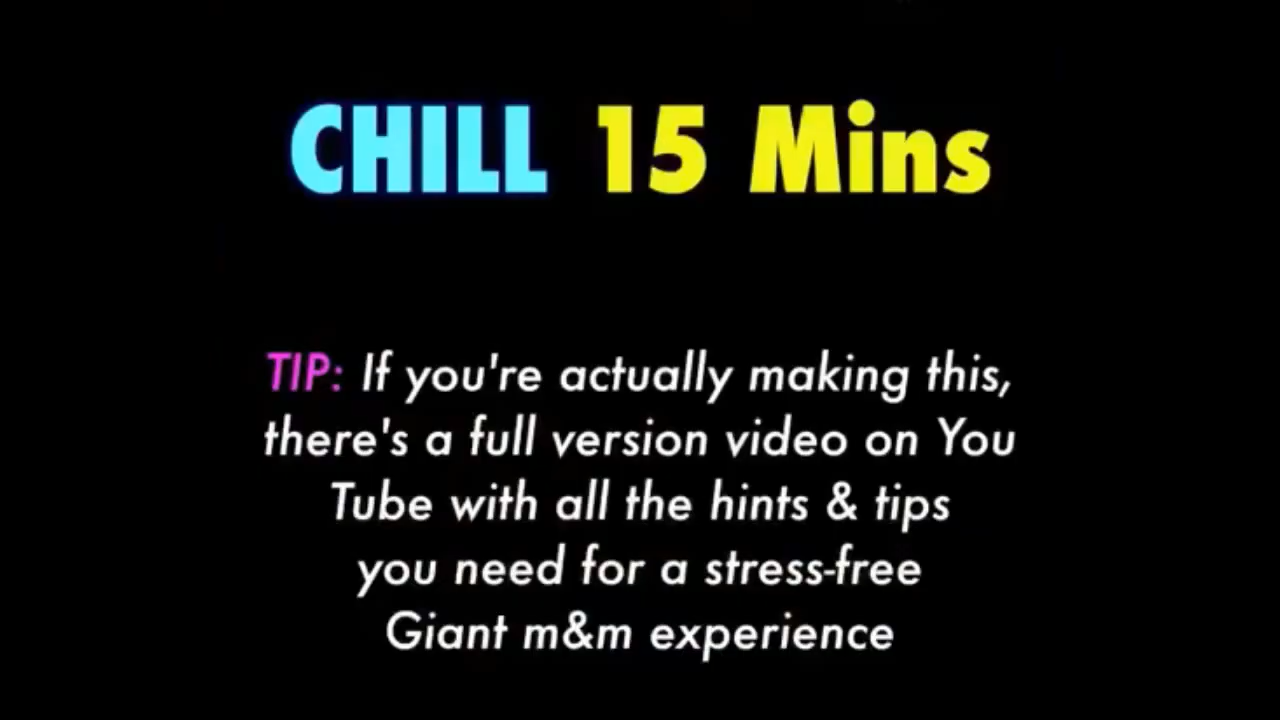 CHILL 15 Mins
TIP: If you're actually making this,
there's a full version video on You
Tube with all the hints & tips
you need for a stress-free
Giant m&m experience